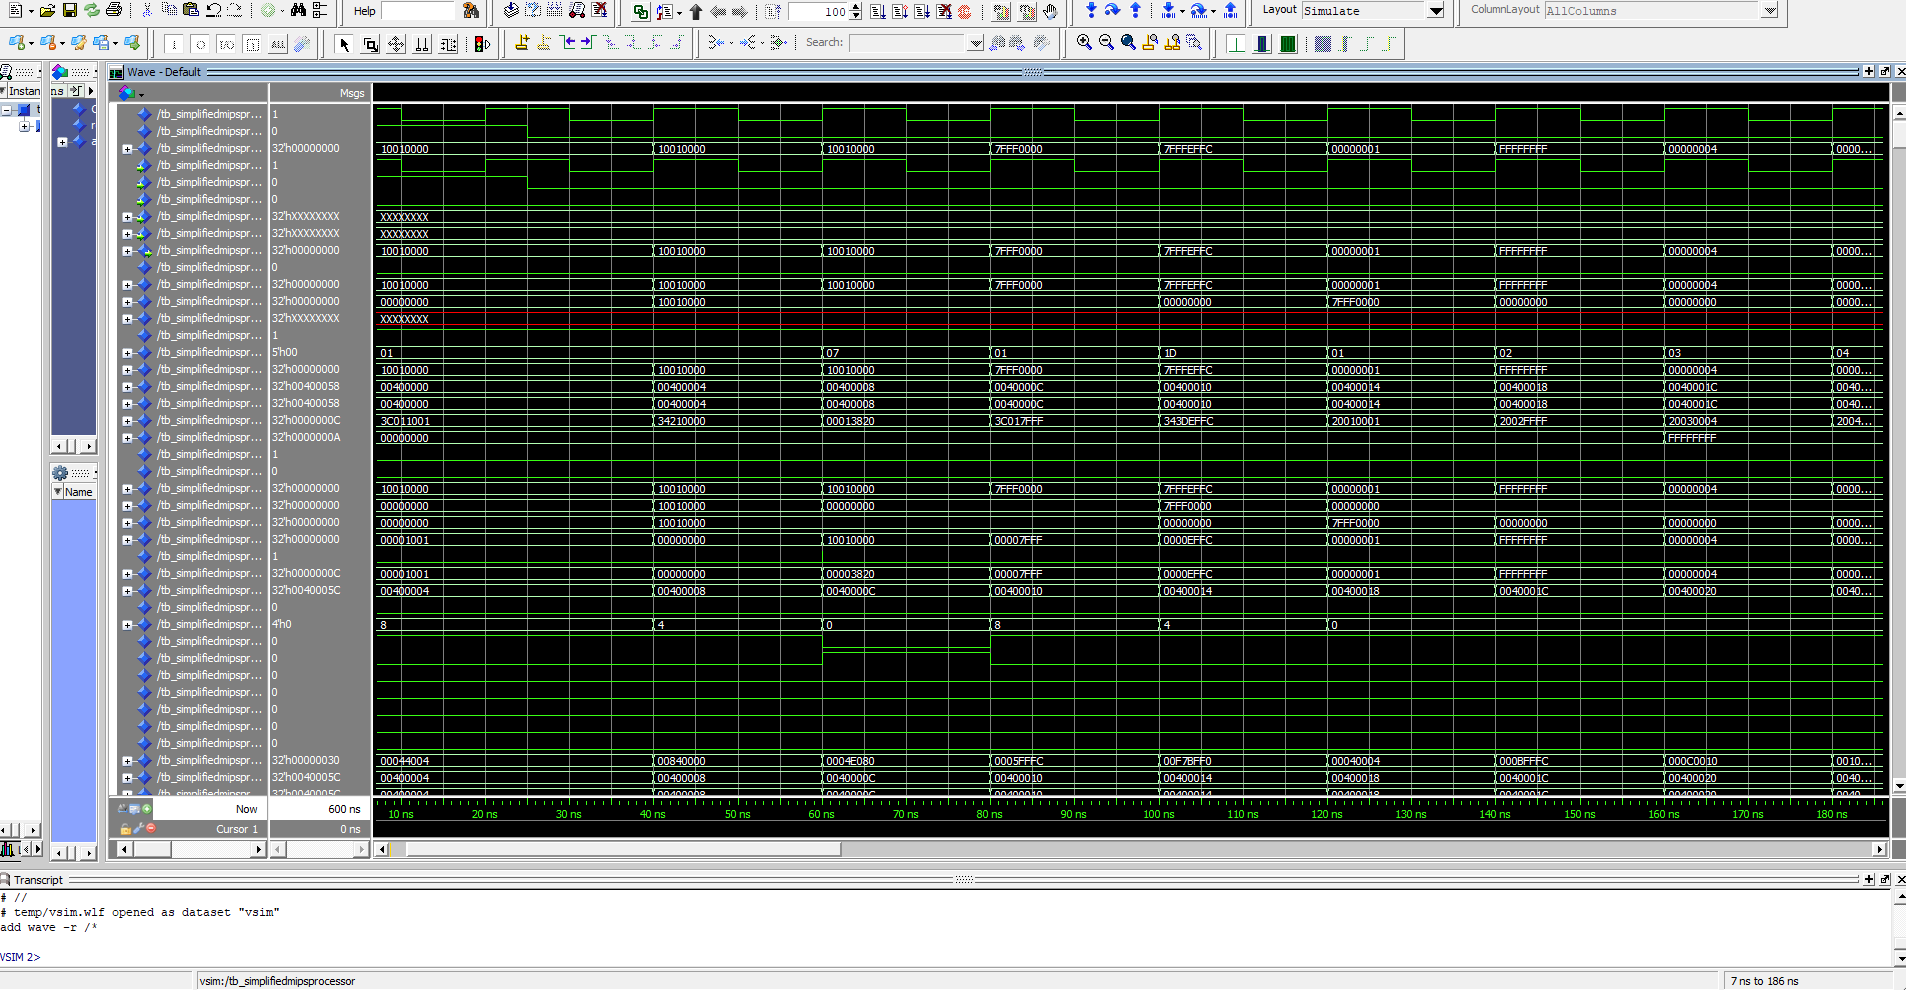 Help
100
Layout Simulate
ColumnLayout AllColumns
I O I/O ALL
Search:
Wave - Default
Instan
ns
Msgs
/tb_simplifiedmipspr... 1
/tb_simplifiedmipspr... 0
/tb_simplifiedmipspr... 32'h00000000 10010000 10010000 10010000 7FFF0000 7FFFEFFC 00000001 FFFFFFFF 00000004 0000...
/tb_simplifiedmipspr... 1
/tb_simplifiedmipspr... 0
/tb_simplifiedmipspr... 0
/tb_simplifiedmipspr... 32'hXXXXXXXX XXXXXXXX
/tb_simplifiedmipspr... 32'hXXXXXXXX XXXXXXXX
/tb_simplifiedmipspr... 32'h00000000 10010000 10010000 10010000 7FFF0000 7FFFEFFC 00000001 FFFFFFFF 00000004 0000...
/tb_simplifiedmipspr... 0
/tb_simplifiedmipspr... 32'h00000000 10010000 10010000 10010000 7FFF0000 7FFFEFFC 00000001 FFFFFFFF 00000004 0000...
/tb_simplifiedmipspr... 32'h00000000 00000000 10010000 00000000 7FFF0000 00000000 00000000 0000...
/tb_simplifiedmipspr... 32'hXXXXXXXX XXXXXXXX
/tb_simplifiedmipspr... 1
/tb_simplifiedmipspr... 5'h00 01 07 01 1D 01 02 03 04
/tb_simplifiedmipspr... 32'h00000000 10010000 10010000 10010000 7FFF0000 7FFFEFFC 00000001 FFFFFFFF 00000004 0000...
/tb_simplifiedmipspr... 32'h00400058 00400000 00400004 00400008 0040000C 00400010 00400014 00400018 0040001C 0040...
/tb_simplifiedmipspr... 32'h00400058 00400000 00400004 00400008 0040000C 00400010 00400014 00400018 0040001C 0040...
/tb_simplifiedmipspr... 32'h0000000C 3C011001 34210000 00013820 3C017FFF 343DEFFC 20010001 2002FFFF 20030004 2004...
/tb_simplifiedmipspr... 32'h0000000A 00000000 FFFFFFFF
/tb_simplifiedmipspr... 1
/tb_simplifiedmipspr... 0
/tb_simplifiedmipspr... 32'h00000000 10010000 10010000 10010000 7FFF0000 7FFFEFFC 00000001 FFFFFFFF 00000004 0000...
/tb_simplifiedmipspr... 32'h00000000 00000000 10010000 00000000 7FFF0000 00000000
/tb_simplifiedmipspr... 32'h00000000 00000000 10010000 00000000 7FFF0000 00000000 00000000 0000...
/tb_simplifiedmipspr... 32'h00000000 00001001 00000000 10010000 00007FFF 0000EFFC 00000001 FFFFFFFF 00000004 0000...
/tb_simplifiedmipspr... 1
/tb_simplifiedmipspr... 32'h0000000C 00001001 00000000 00003820 00007FFF 0000EFFC 00000001 FFFFFFFF 00000004 0000...
/tb_simplifiedmipspr... 32'h0040005C 00400004 00400008 0040000C 00400010 00400014 00400018 0040001C 00400020 0040...
/tb_simplifiedmipspr... 0
/tb_simplifiedmipspr... 4'h0 8 4 0 8 4 0
/tb_simplifiedmipspr... 0
/tb_simplifiedmipspr... 0
/tb_simplifiedmipspr... 0
/tb_simplifiedmipspr... 0
/tb_simplifiedmipspr... 0
/tb_simplifiedmipspr... 0
/tb_simplifiedmipspr... 0
/tb_simplifiedmipspr... 32'h00000030 00044004 00840000 0004E080 0005FFFC 00F7BFF0 00040004 000BFFFC 000C0010 0010...
/tb_simplifiedmipspr... 32'h0040005C 00400004 00400008 0040000C 00400010 00400014 00400018 0040001C 00400020 0040...
/tb_simplifiedmipspr... 32'h0040005C 00400004 00400008 0040000C 00400010 00400014 00400018 0040001C 00400020 0040
Name
Now 600 ns
Cursor 1 0 ns
10 ns 20 ns 30 ns 40 ns 50 ns 60 ns 70 ns 80 ns 90 ns 100 ns 110 ns 120 ns 130 ns 140 ns 150 ns 160 ns 170 ns 180 ns
Transcript
# //
# temp/vsim.wlf opened as dataset "vsim"
add wave -r /*
VSIM 2>
vsim:/tb_simplifiedmipsprocessor
7 ns to 186 ns